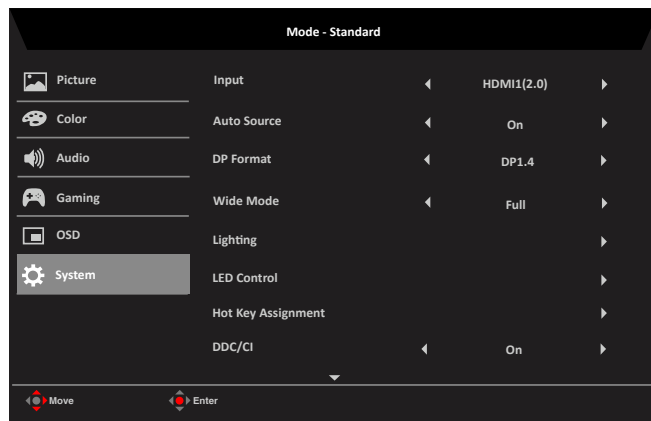 Mode - Standard
Picture
Input HDMI1(2.0)
Color
Auto Source On
Audio
DP Format DP1.4
Gaming
Wide Mode Full
OSD
Lighting
System
LED Control
Hot Key Assignment
DDC/CI On
Move Enter